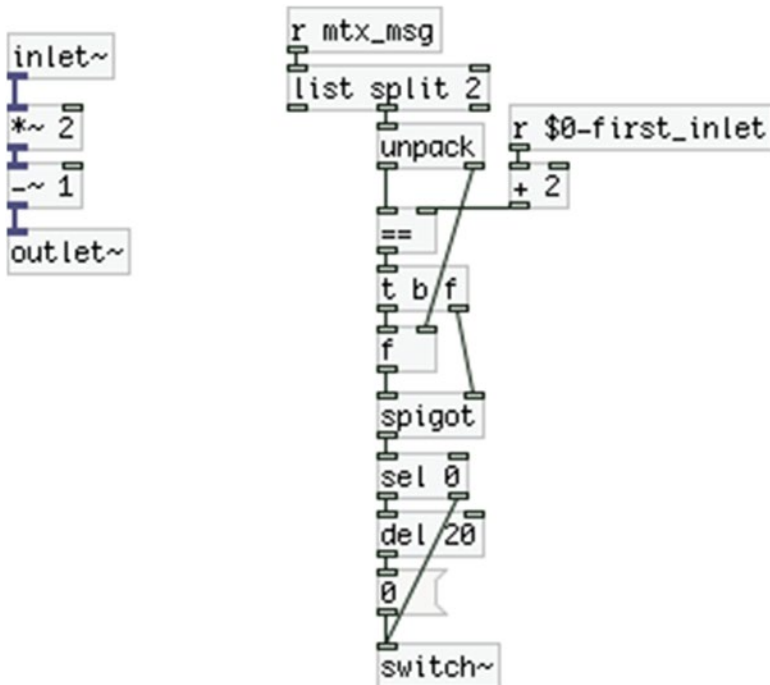 inlet~
*~ 2
-~ 1
outlet~
r mtx_msg
list split 2
unpack
r $0-first_inlet
+ 2
==
t b f
f
spigot
sel 0
del 20
0
switch~